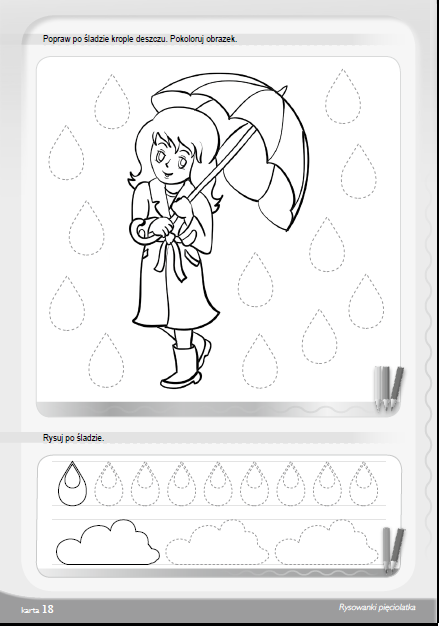 Popraw po śladzie krople deszczu. Pokoloruj obrazek.
Rysuj po śladzie.
karta 18
Rysowanki pięciolatka